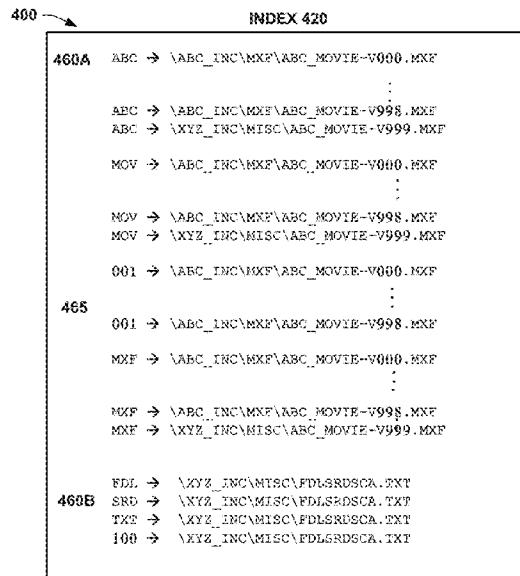 400
INDEX 420
460A
ABC → \ABC_INC\MXF\ABC_MOVIE-V000.MXF
ABC → \ABC_INC\MXF\ABC_MOVIE-V998.MXF
ABC → \XYZ_INC\MISC\ABC_MOVIE-V999.MXF
MOV → \ABC_INC\MXF\ABC_MOVIE-V000.MXF
MOV → \ABC_INC\MXF\ABC_MOVIE-V998.MXF
MOV → \XYZ_INC\MISC\ABC_MOVIE-V999.MXF
001 → \ABC_INC\MXF\ABC_MOVIE-V000.MXF
465
001 → \ABC_INC\MXF\ABC_MOVIE-V998.MXF
MXF → \ABC_INC\MXF\ABC_MOVIE-V000.MXF
MXF → \ABC_INC\MXF\ABC_MOVIE-V998.MXF
MXF → \XYZ_INC\MISC\ABC_MOVIE-V999.MXF
FDL → \XYZ_INC\MISC\FDLSRDSCA.TXT
460B
SRD → \XYZ_INC\MISC\FDLSRDSCA.TXT
TXT → \XYZ_INC\MISC\FDLSRDSCA.TXT
100 → \XYZ_INC\MISC\FDLSRDSCA.TXT